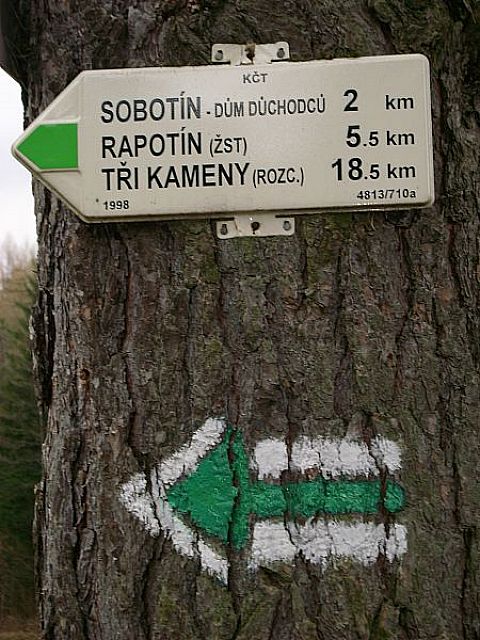 KČT
SOBOTÍN - DŮM DŮCHODCŮ 2 km
RAPOTÍN (ŽST) 5.5 km
TŘI KAMENY (ROZC.) 18.5 km
1998 4813/710a